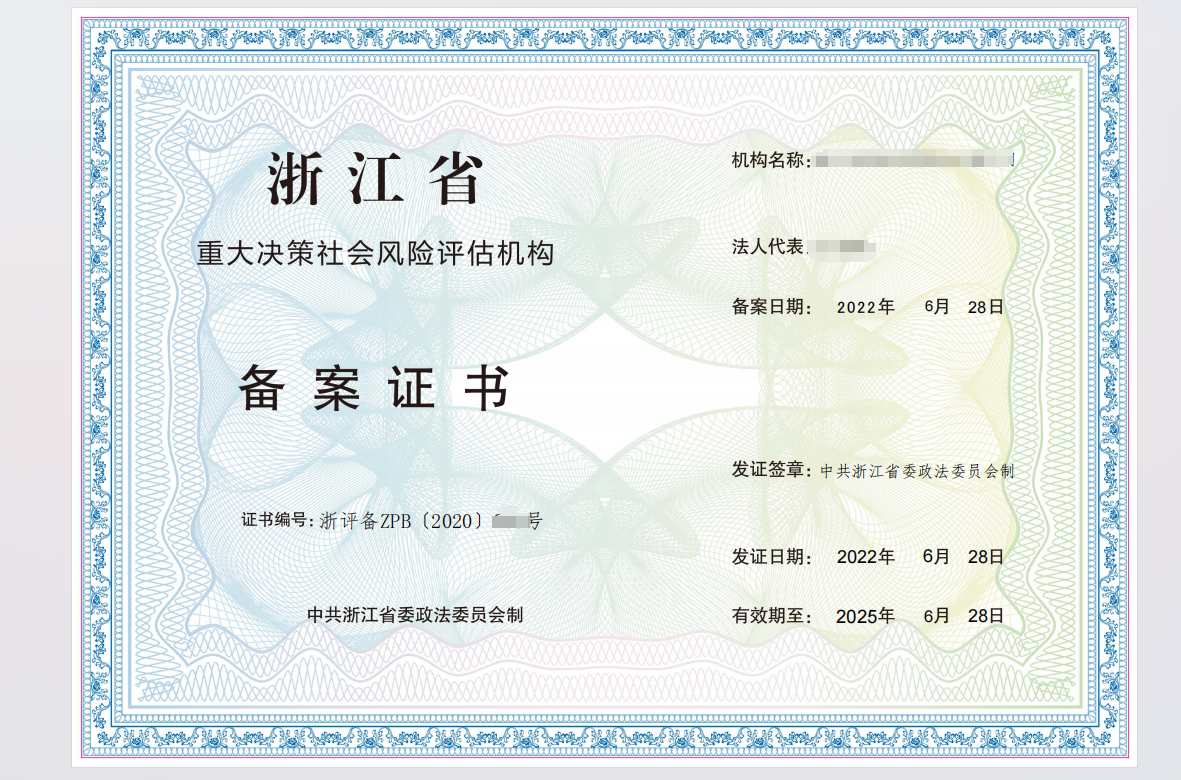 浙江省
重大决策社会风险评估机构
备案证书
证书编号：浙评备ZPB〔2020〕号
中共浙江省委政法委员会制
机构名称：
法人代表
备案日期： 2022年 6月 28日
发证签章：中共浙江省委政法委员会制
发证日期： 2022年 6月 28日
有效期至： 2025年 6月 28日